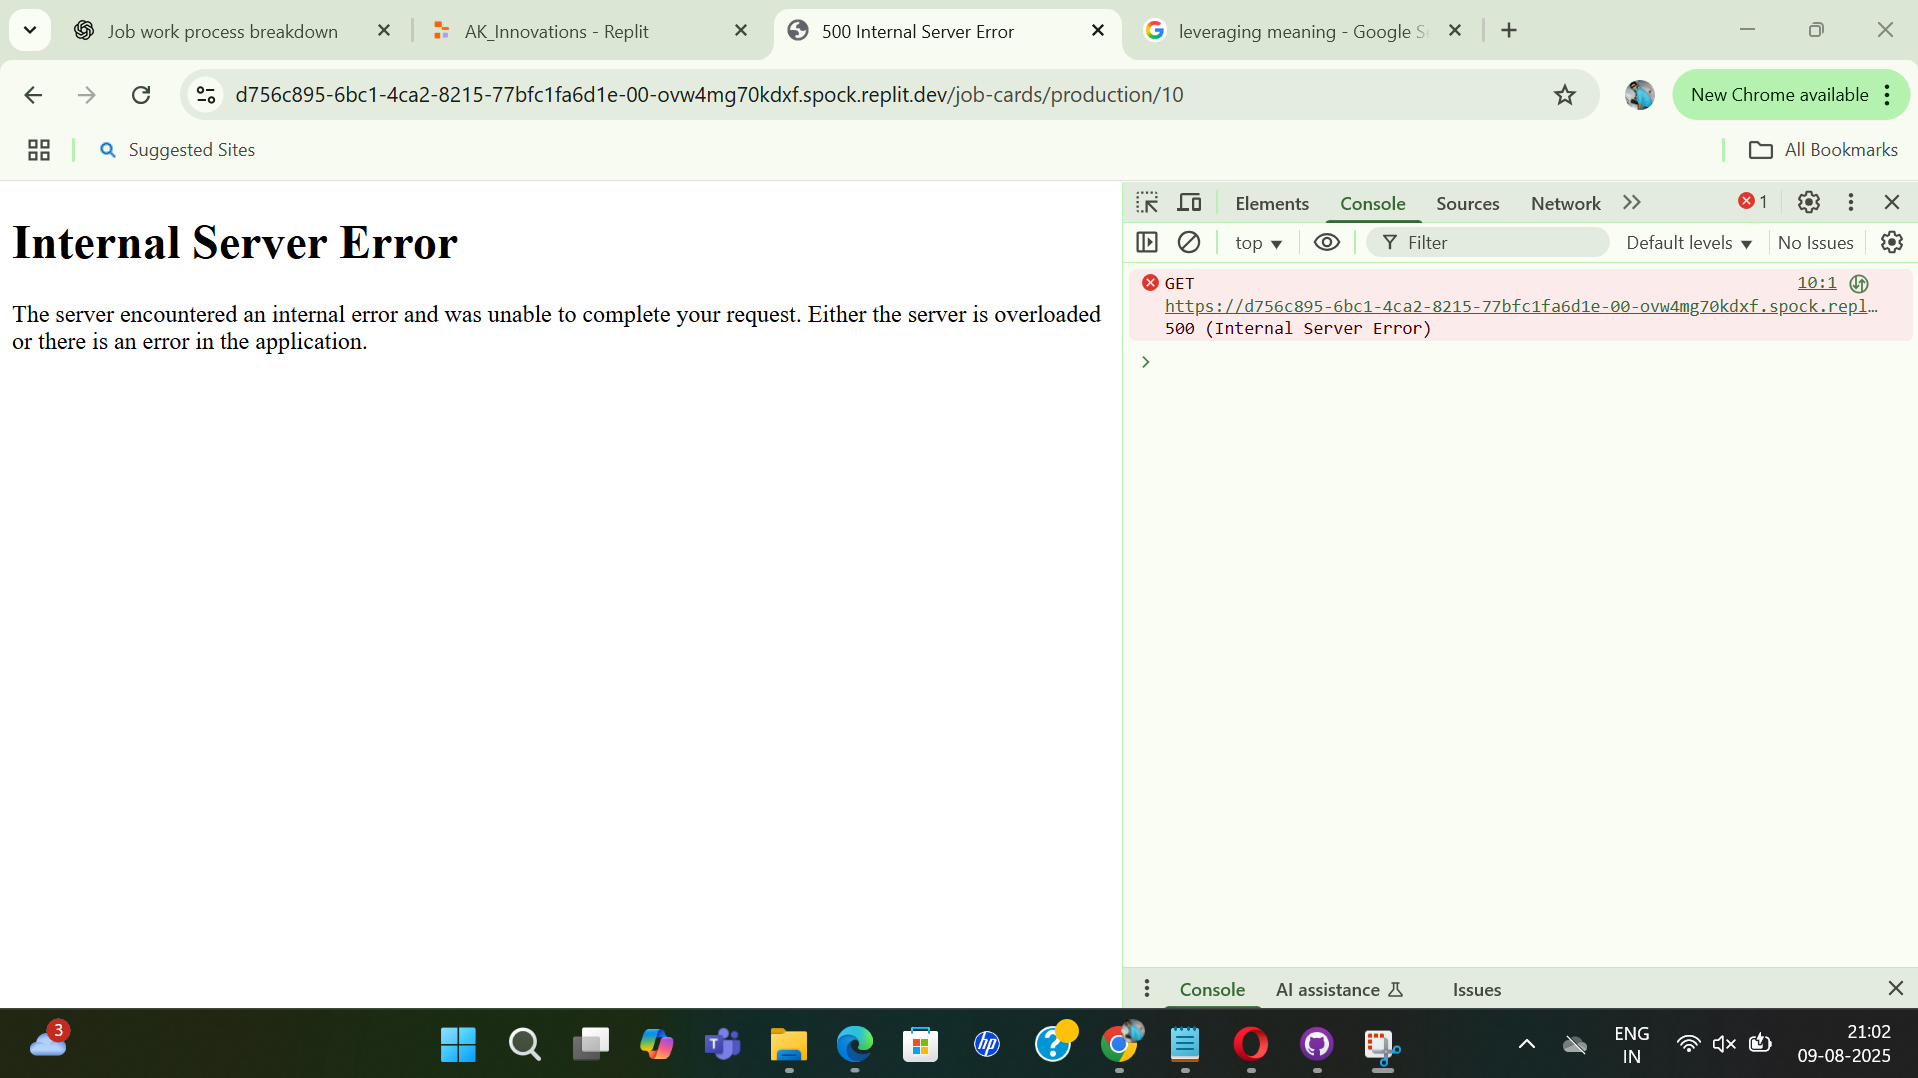 Job work process breakdown
AK_Innovations - Replit
500 Internal Server Error
leveraging meaning - Google S
d756c895-6bc1-4ca2-8215-77bfc1fa6d1e-00-ovw4mg70kdxf.spock.replit.dev/job-cards/production/10
New Chrome available
Suggested Sites
All Bookmarks
Internal Server Error
The server encountered an internal error and was unable to complete your request. Either the server is overloaded
or there is an error in the application.
Elements Console Sources Network 1
top Filter Default levels No Issues
GET 10:1
https://d756c895-6bc1-4ca2-8215-77bfc1fa6d1e-00-ovw4mg70kdxf.spock.repl…
500 (Internal Server Error)
Console AI assistance Issues
3
ENG
IN
21:02
09-08-2025